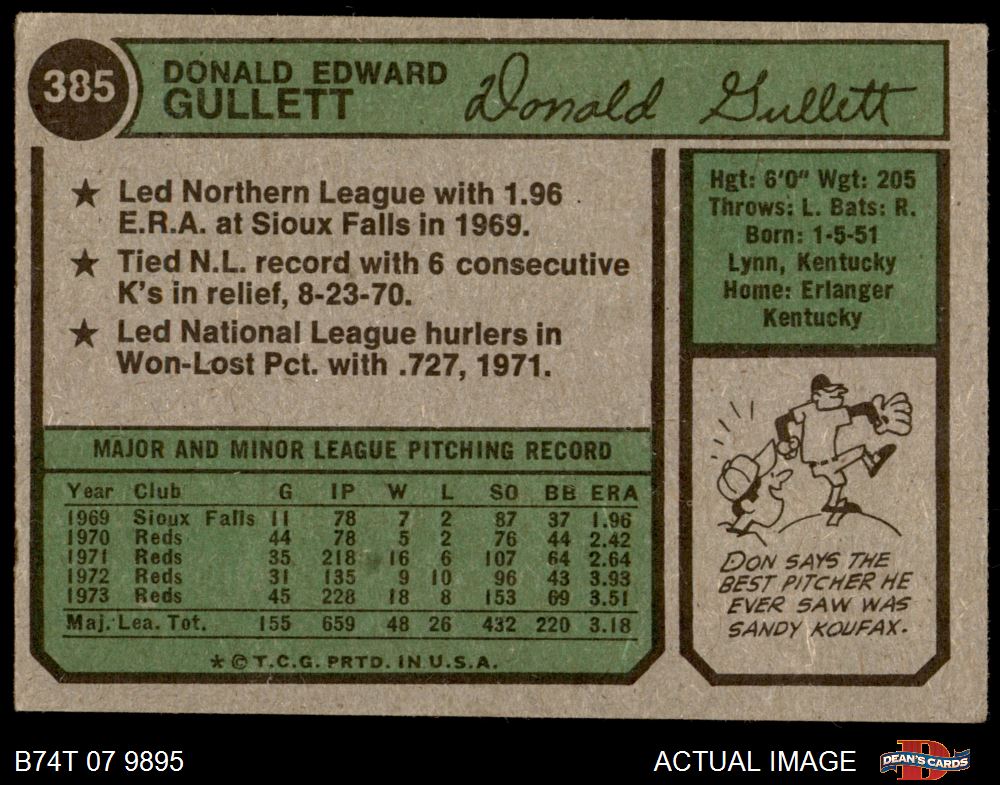 385
DONALD EDWARD
GULLETT
Donald Gullett
★ Led Northern League with 1.96
E.R.A. at Sioux Falls in 1969.
★ Tied N.L. record with 6 consecutive
K's in relief, 8-23-70.
★ Led National League hurlers in
Won-Lost Pct. with .727, 1971.
MAJOR AND MINOR LEAGUE PITCHING RECORD
Year Club G IP W L SO BB ERA
1969 Sioux Falls 11 78 7 2 87 37 1.96
1970 Reds 44 78 5 2 76 44 2.42
1971 Reds 35 218 16 6 107 64 2.64
1972 Reds 31 135 9 10 96 43 3.93
1973 Reds 45 228 18 8 153 69 3.51
Maj. Lea. Tot. 155 659 48 26 432 220 3.18
★ © T.C.G. PRTD. IN U.S.A.
Hgt: 6'0" Wgt: 205
Throws: L. Bats: R.
Born: 1-5-51
Lynn, Kentucky
Home: Erlanger
Kentucky
DON SAYS THE
BEST PITCHER HE
EVER SAW WAS
SANDY KOUFAX.
B74T 07 9895
ACTUAL IMAGE
DEAN'S CARDS